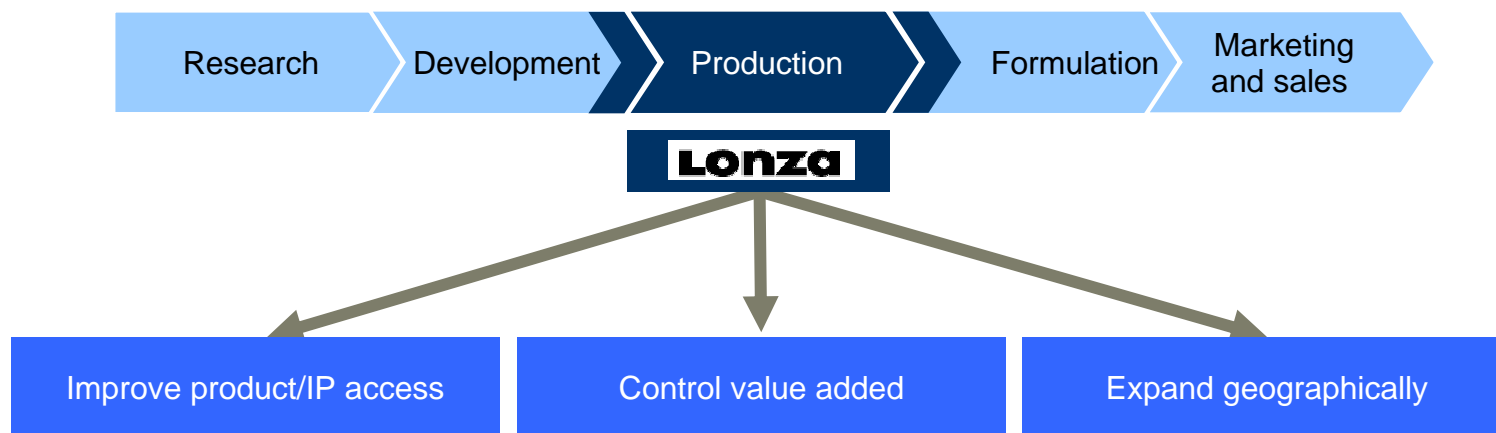 Research
Development
Production
Formulation
Marketing
and sales
Lonza
Improve product/IP access
Control value added
Expand geographically